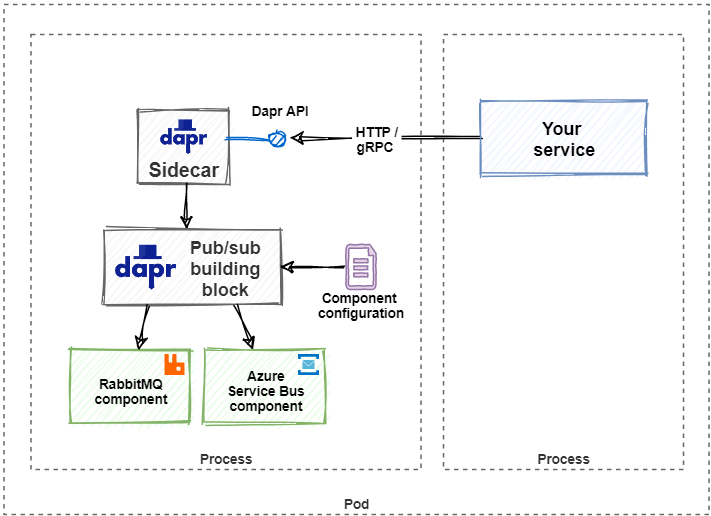 Dapr API
dapr
Sidecar
HTTP /
gRPC
Your
service
dapr
Pub/sub
building
block
Component
configuration
RabbitMQ
component
Azure
Service Bus
component
Process
Process
Pod